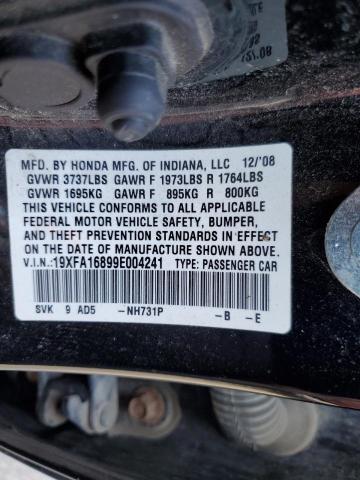 12/.08
MFD. BY HONDA MFG. OF INDIANA, LLC 12/'08
GVWR 3737LBS GAWR F 1973LBS R 1764LBS
GVWR 1695KG GAWR F 895KG R 800KG
THIS VEHICLE CONFORMS TO ALL APPLICABLE
FEDERAL MOTOR VEHICLE SAFETY, BUMPER,
AND THEFT PREVENTION STANDARDS IN EFFECT
ON THE DATE OF MANUFACTURE SHOWN ABOVE.
V.I.N.:19XFA16899E004241 TYPE: PASSENGER CAR
SVK 9 AD5 -NH731P -B -E